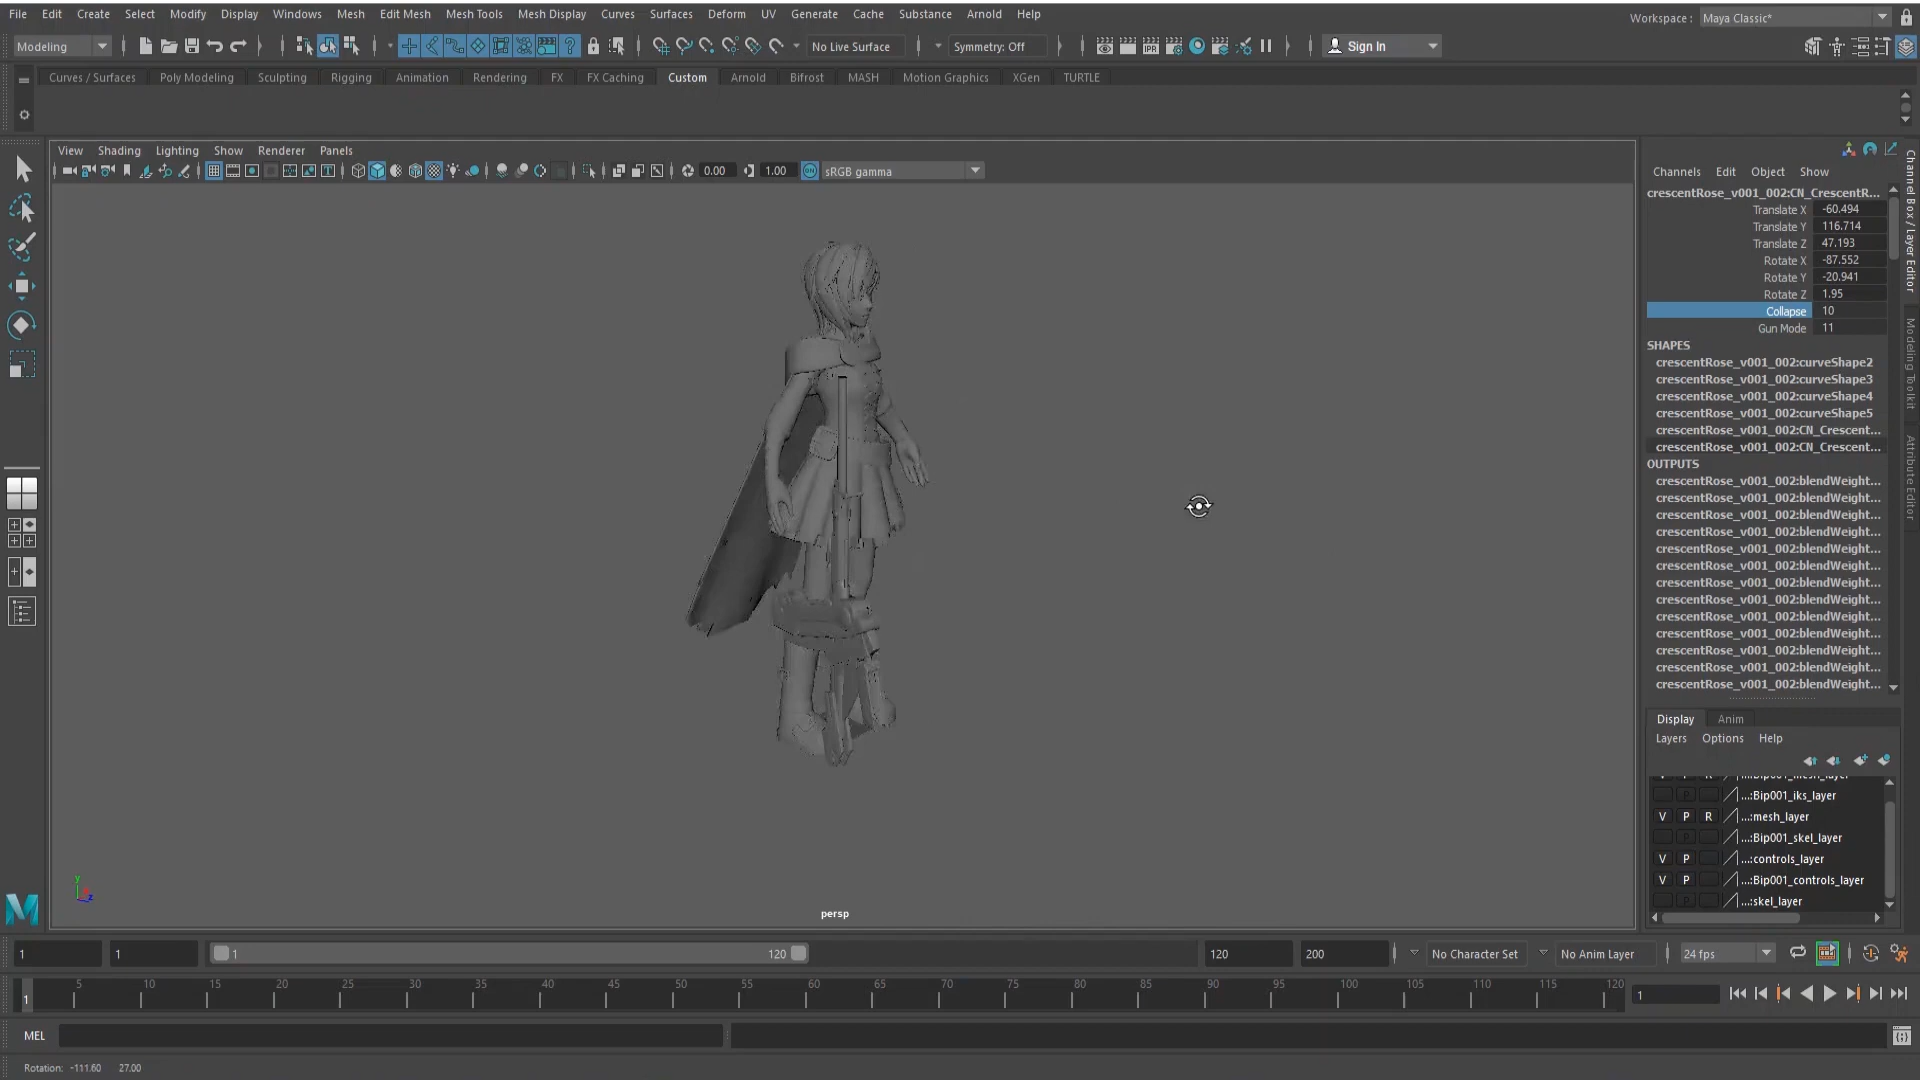 File Edit Create Select Modify Display Windows Mesh Edit Mesh Mesh Tools Mesh Display Curves Surfaces Deform UV Generate Cache Substance Arnold Help
Workspace : Maya Classic*
Modeling No Live Surface Symmetry: Off IPR Sign In
Curves / Surfaces Poly Modeling Sculpting Rigging Animation Rendering FX FX Caching Custom Arnold Bifrost MASH Motion Graphics XGen TURTLE
View Shading Lighting Show Renderer Panels
0.00 1.00 ON sRGB gamma
Channels Edit Object Show
crescentRose_v001_002:CN_CrescentR...
Translate X -60.494
Translate Y 116.714
Translate Z 47.193
Rotate X -87.552
Rotate Y -20.941
Rotate Z 1.95
Collapse 10
Gun Mode 11
SHAPES
crescentRose_v001_002:curveShape2
crescentRose_v001_002:curveShape3
crescentRose_v001_002:curveShape4
crescentRose_v001_002:curveShape5
crescentRose_v001_002:CN_Crescent...
crescentRose_v001_002:CN_Crescent...
OUTPUTS
crescentRose_v001_002:blendWeight...
crescentRose_v001_002:blendWeight...
crescentRose_v001_002:blendWeight...
crescentRose_v001_002:blendWeight...
crescentRose_v001_002:blendWeight...
crescentRose_v001_002:blendWeight...
crescentRose_v001_002:blendWeight...
crescentRose_v001_002:blendWeight...
crescentRose_v001_002:blendWeight...
crescentRose_v001_002:blendWeight...
crescentRose_v001_002:blendWeight...
crescentRose_v001_002:blendWeight...
crescentRose_v001_002:blendWeight...
Channel Box / Layer Editor
Modeling Toolkit
Attribute Editor
Display Anim
Layers Options Help
P ...:Bip001_iks_layer
V P R ...:mesh_layer
P ...:Bip001_skel_layer
V P ...:controls_layer
V P ...:Bip001_controls_layer
P ...:skel_layer
y z
persp
M
1 1 1 120 120 200 No Character Set No Anim Layer 24 fps
1 5 10 15 20 25 30 35 40 45 50 55 60 65 70 75 80 85 90 95 100 105 110 115 120 1
MEL
Rotation: -111.60 27.00